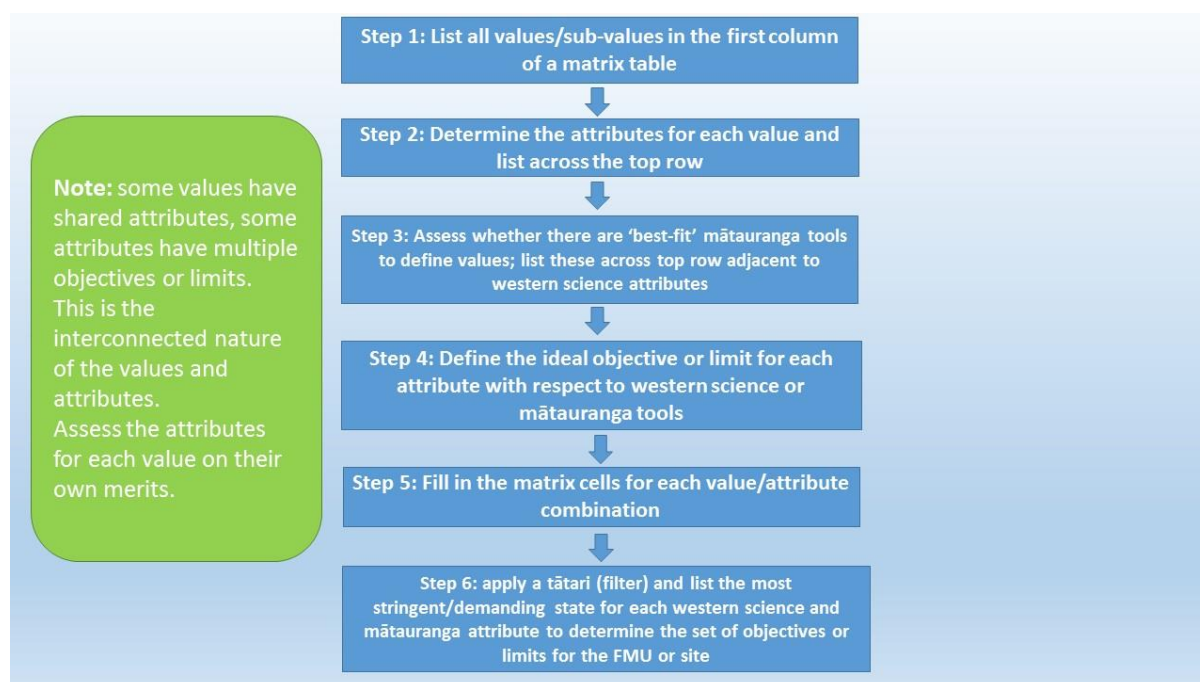 Step 1: List all values/sub-values in the first column
of a matrix table
Step 2: Determine the attributes for each value and
list across the top row
Note: some values have
shared attributes, some
attributes have multiple
objectives or limits.
This is the
interconnected nature
of the values and
attributes.
Assess the attributes
for each value on their
own merits.
Step 3: Assess whether there are ‘best-fit’ mātauranga tools
to define values; list these across top row adjacent to
western science attributes
Step 4: Define the ideal objective or limit for each
attribute with respect to western science or
mātauranga tools
Step 5: Fill in the matrix cells for each value/attribute
combination
Step 6: apply a tātari (filter) and list the most
stringent/demanding state for each western science and
mātauranga attribute to determine the set of objectives or
limits for the FMU or site